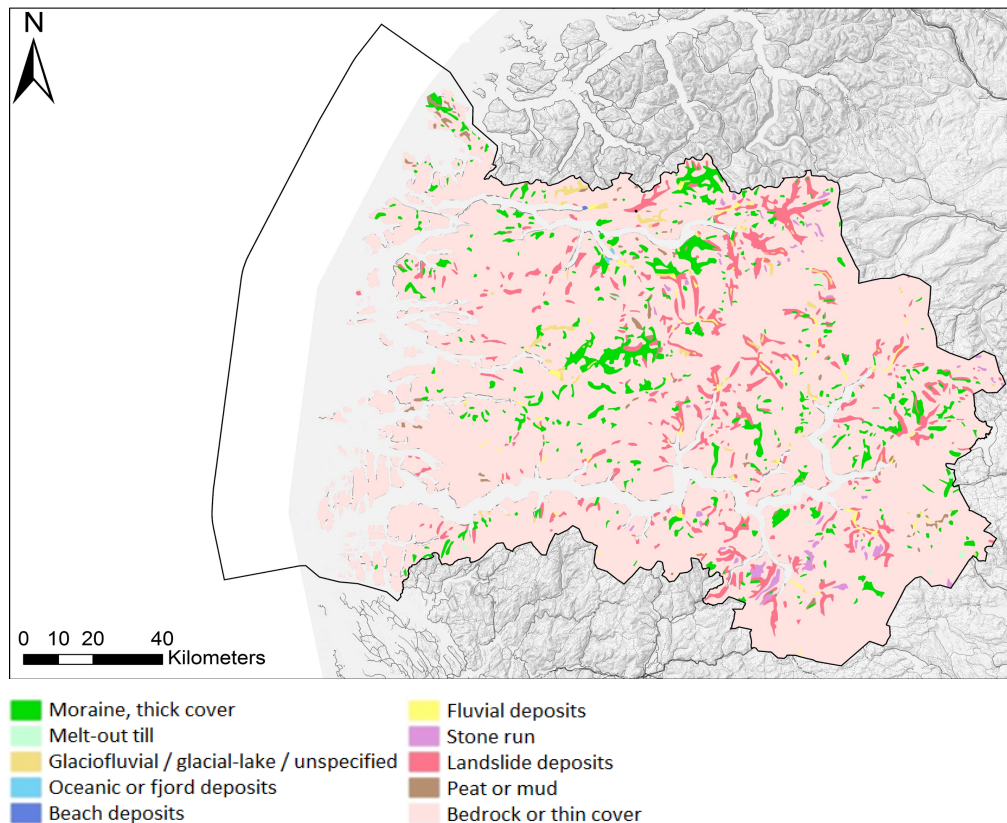 N
0 10 20 40
Kilometers
Moraine, thick cover
Melt-out till
Glaciofluvial / glacial-lake / unspecified
Oceanic or fjord deposits
Beach deposits
Fluvial deposits
Stone run
Landslide deposits
Peat or mud
Bedrock or thin cover